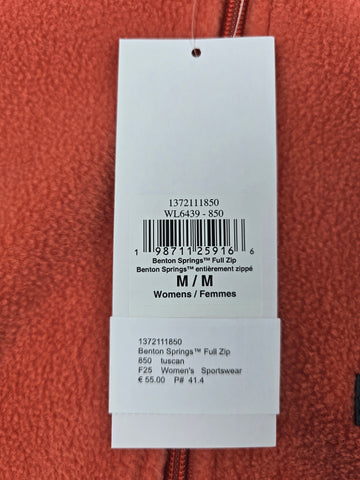 1372111850
WL6439 - 850
1 98711 25916 6
Benton Springs™ Full Zip
Benton Springs™ entièrement zippé
M / M
Womens / Femmes
1372111850
Benton Springs™ Full Zip
850 tuscan
F25 Women's Sportswear
€ 55.00 P# 41.4